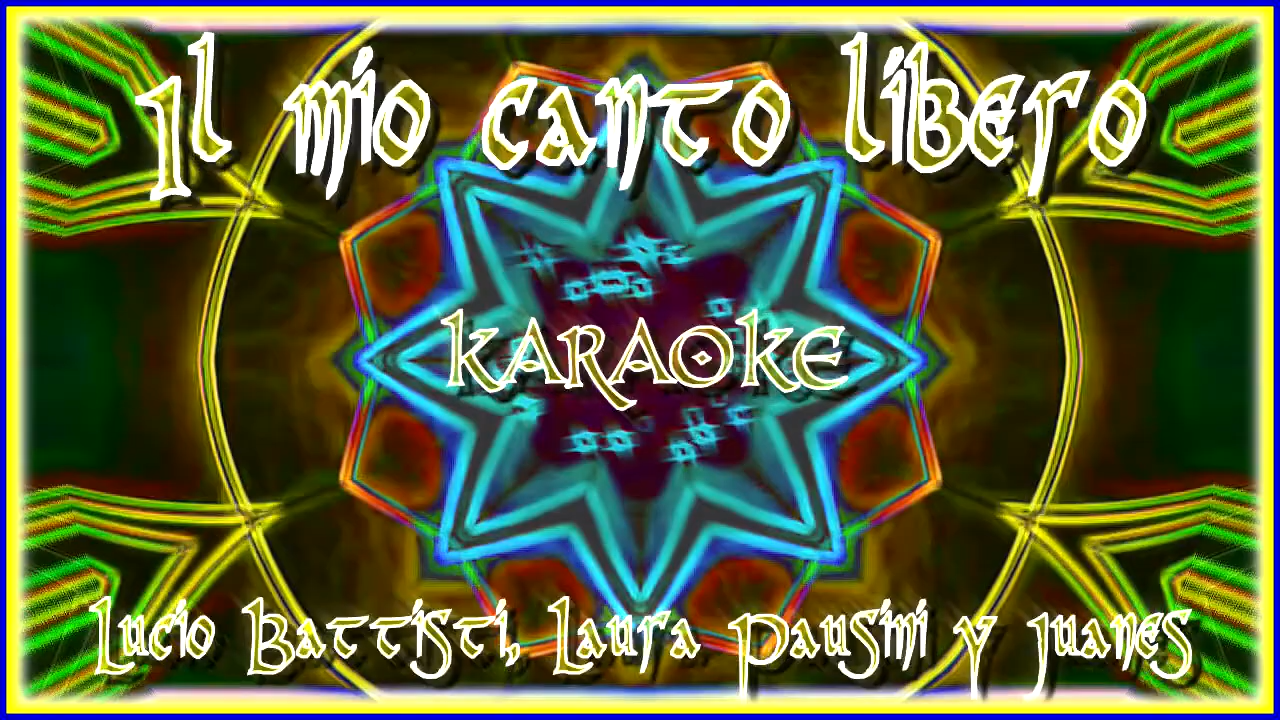 Il mio canto libero
KARAOKE
Lucio Battisti, Laura Pausini y Juanes